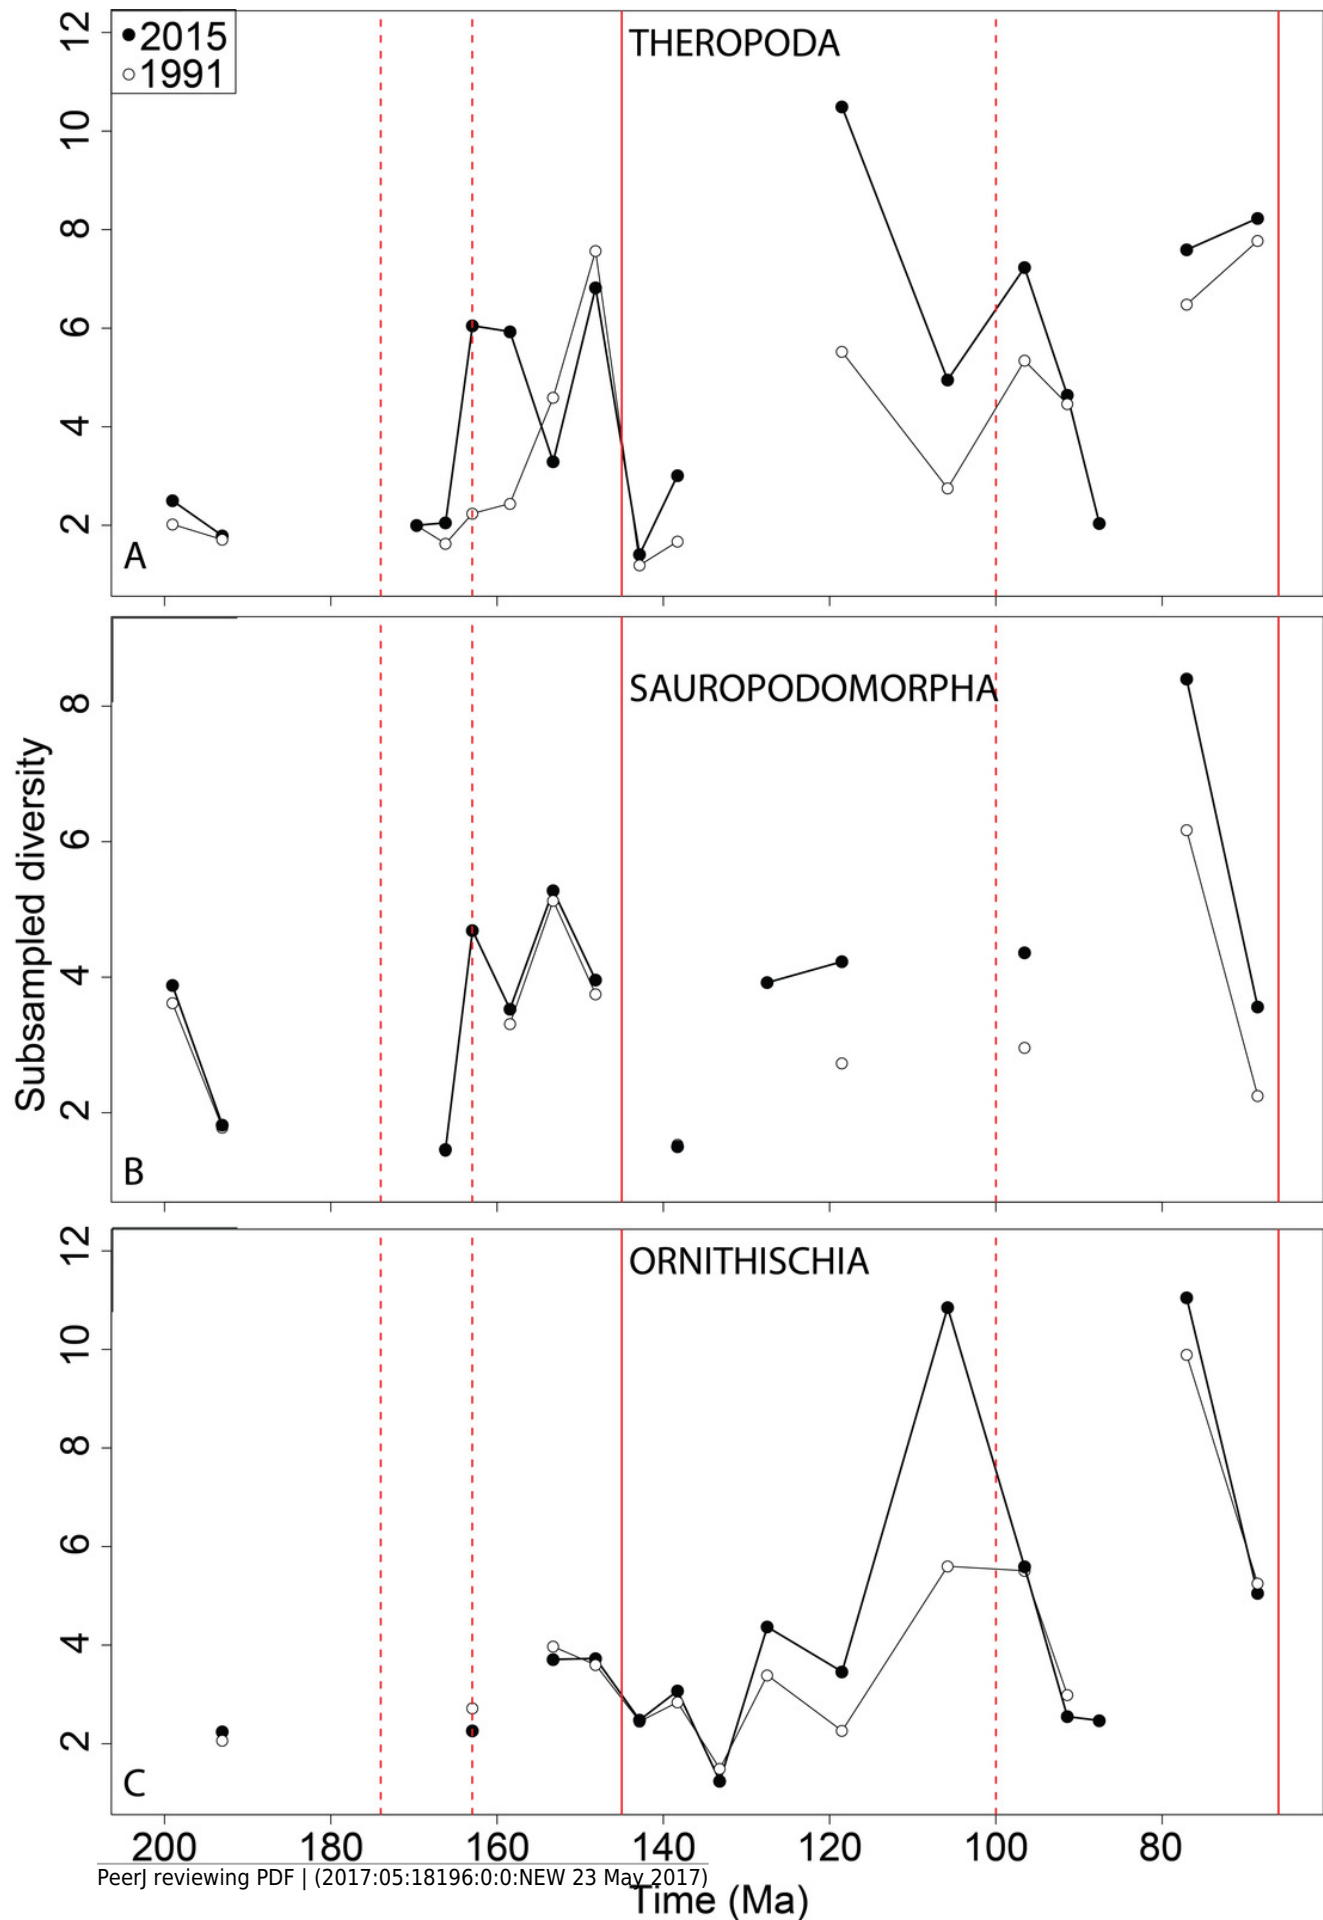 2015
1991
THEROPODA
12
10
8
6
4
2
A
SAUROPODOMORPHA
8
6
4
2
B
Subsampled diversity
ORNITHISCHIA
12
10
8
6
4
2
C
200 180 160 140 120 100 80
PeerJ reviewing PDF | (2017:05:18196:0:0:NEW 23 May 2017)
Time (Ma)